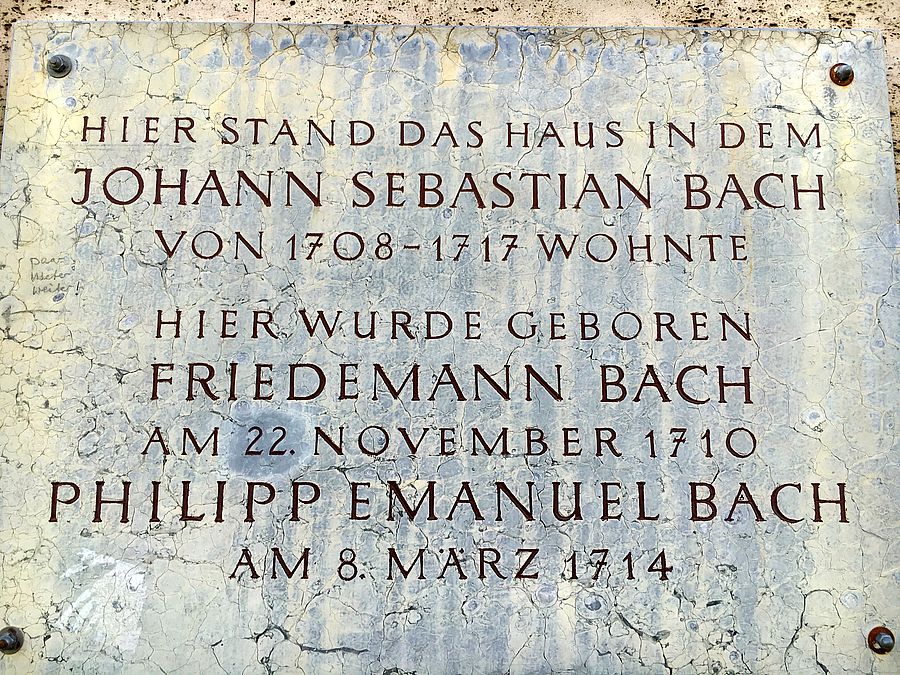 HIER STAND DAS HAUS IN DEM
JOHANN SEBASTIAN BACH
VON 1708-1717 WOHNTE
HIER WURDE GEBOREN
FRIEDEMANN BACH
AM 22. NOVEMBER 1710
PHILIPP EMANUEL BACH
AM 8. MÄRZ 1714